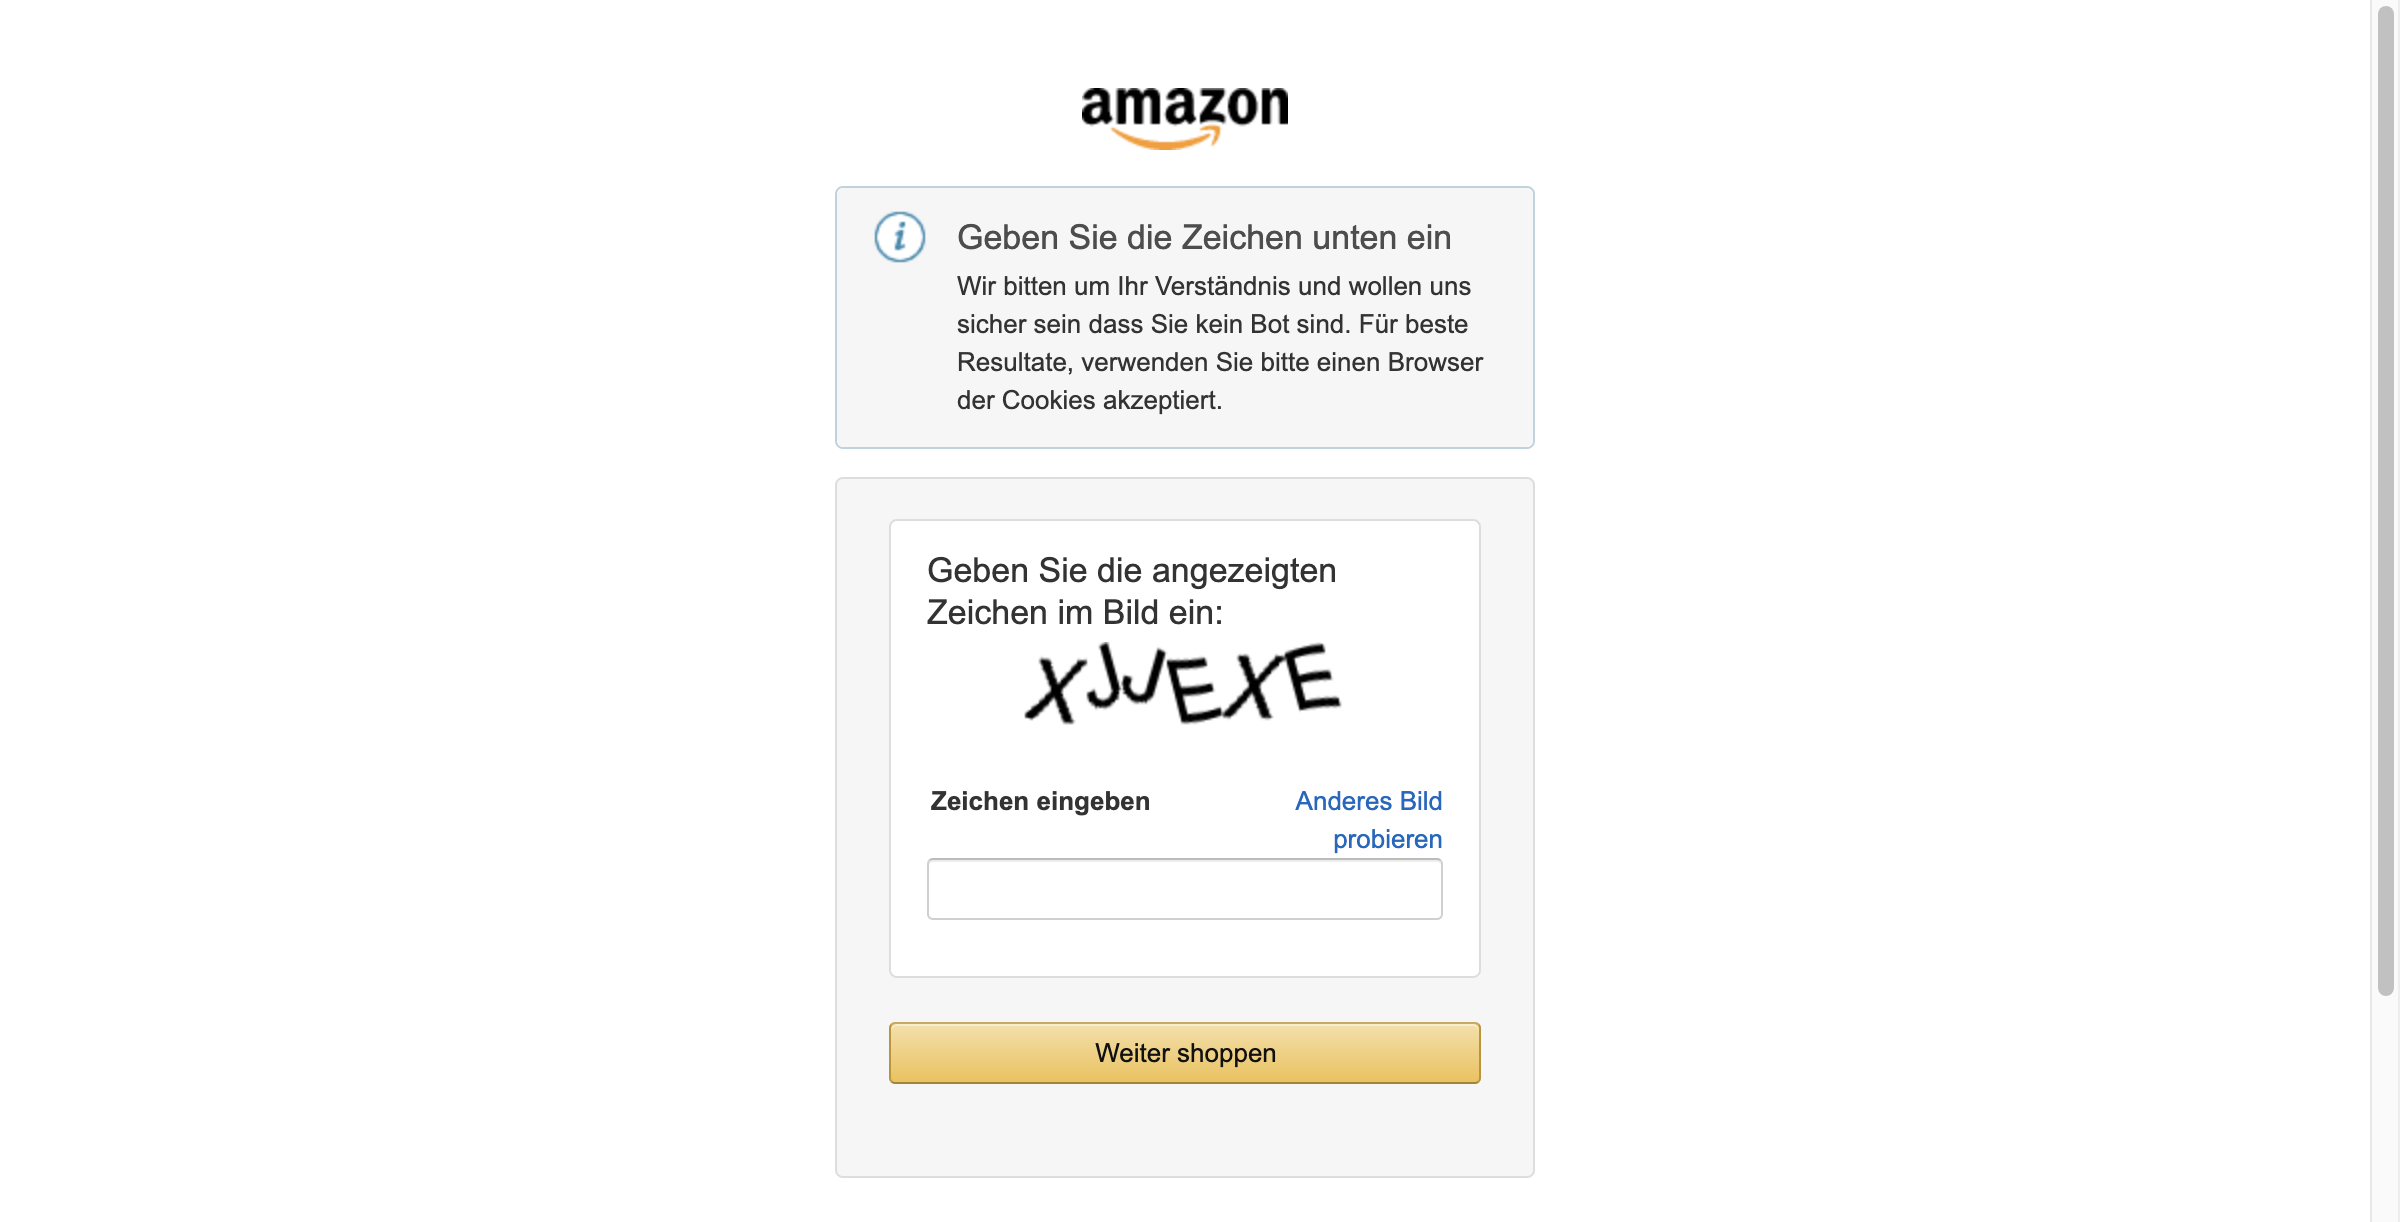 amazon
Geben Sie die Zeichen unten ein
Wir bitten um Ihr Verständnis und wollen uns
sicher sein dass Sie kein Bot sind. Für beste
Resultate, verwenden Sie bitte einen Browser
der Cookies akzeptiert.
Geben Sie die angezeigten
Zeichen im Bild ein:
XJJEXE
Zeichen eingeben
Anderes Bild
probieren
Weiter shoppen